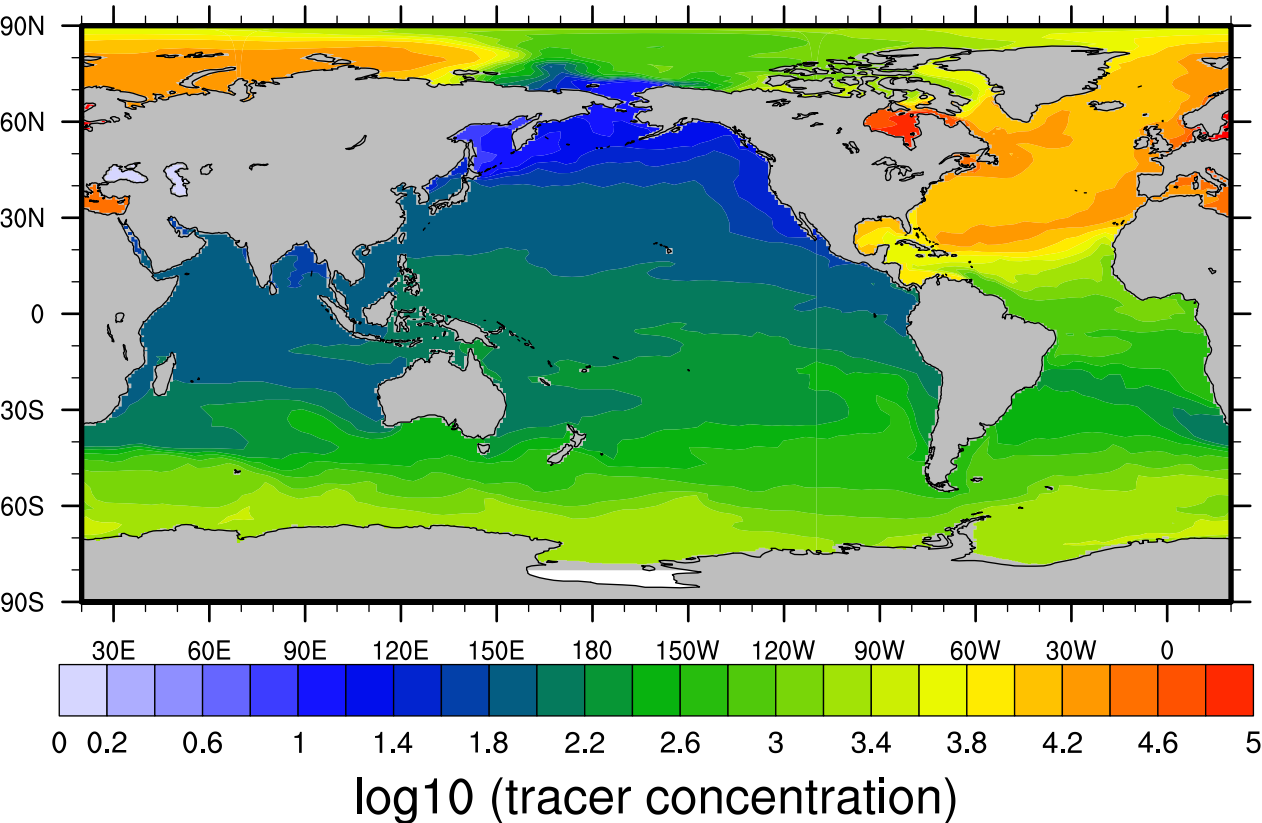 90N
60N
30N
0
30S
60S
90S
30E 60E 90E 120E 150E 180 150W 120W 90W 60W 30W 0
0 0.2 0.6 1 1.4 1.8 2.2 2.6 3 3.4 3.8 4.2 4.6 5
log10 (tracer concentration)